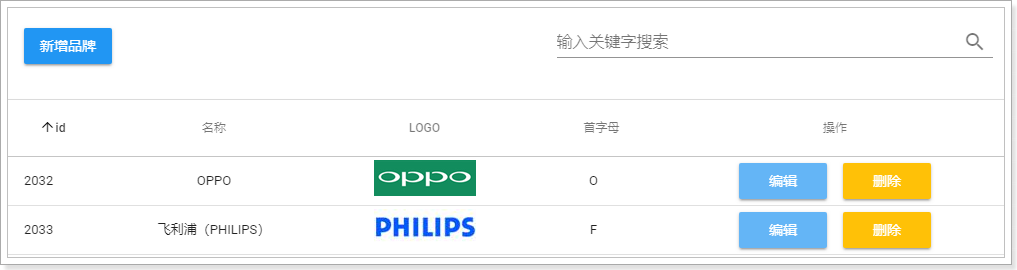 新增品牌
输入关键字搜索
id 名称 LOGO 首字母 操作
2032 OPPO oppo O 编辑 删除
2033 飞利浦（PHILIPS） PHILIPS F 编辑 删除